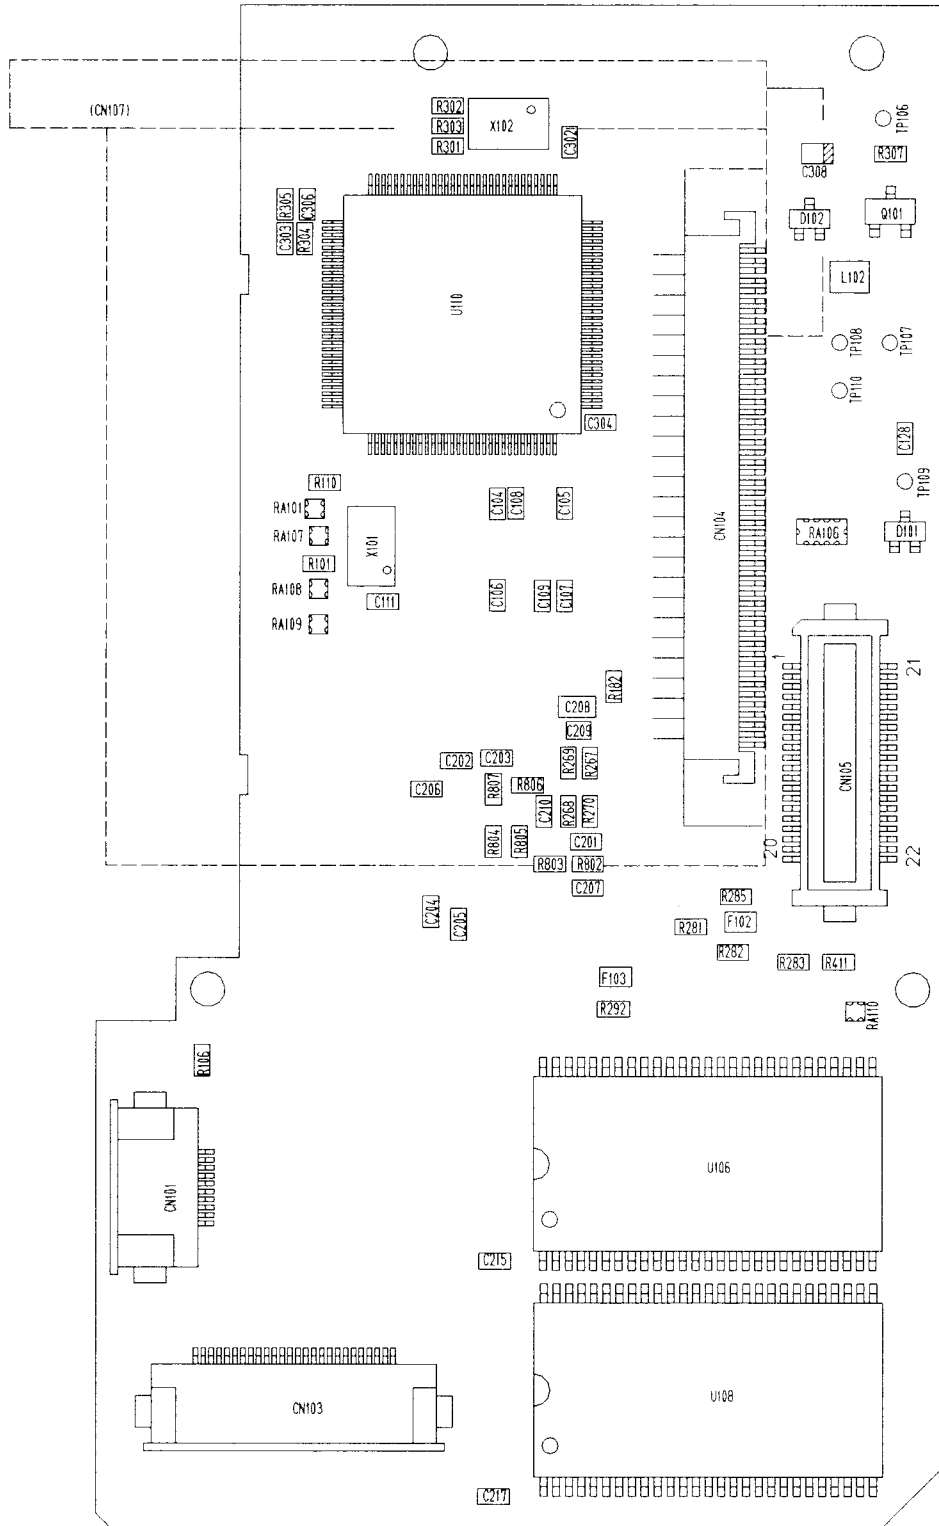 (CN107)
R302
R303
R301
X102
C302
TP106
R307
C308
R305
C306
C303
R304
D102
Q101
L102
U110
TP108
TP107
TP110
C304
C128
TP109
R110
RA101
RA107
R101
RA108
RA109
X101
C111
C104
C108
C105
CN104
RA106
D101
C106
C109
C107
R182
1
21
C208
C209
C202
C203
R269
R267
C206
R807
R806
C210
R268
R270
CN105
R804
R805
C201
20
22
R803
R802
C207
C204
C205
R285
R281
F102
R282
R283
R411
F103
R292
RA110
R106
CN101
U106
C215
CN103
U108
C217